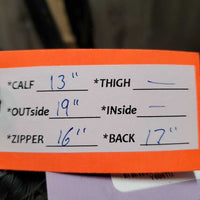 *CALF 13" *THIGH —
*OUTside 19" *INside —
*ZIPPER 16" *BACK 17"